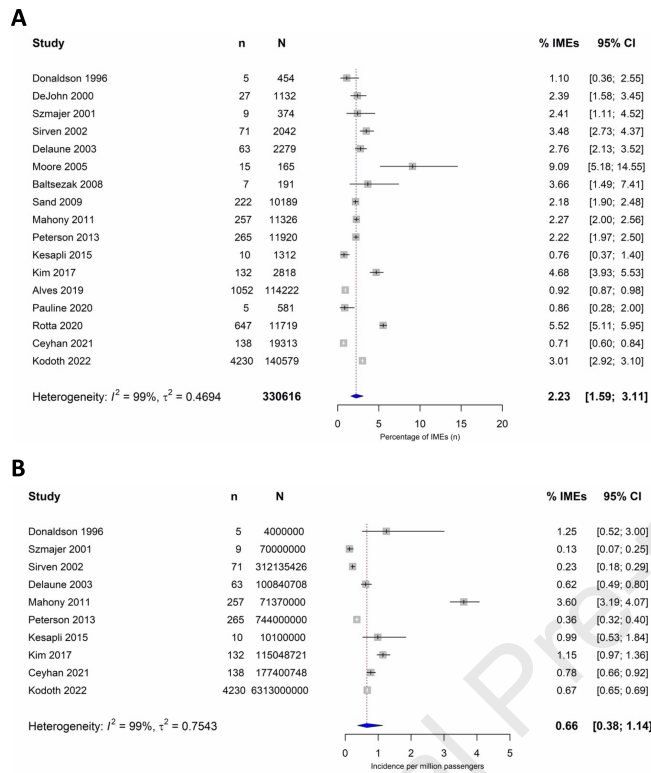 A
Study n N % IMEs 95% CI
Donaldson 1996 5 454 1.10 [0.36; 2.55]
DeJohn 2000 27 1132 2.39 [1.58; 3.45]
Szmajer 2001 9 374 2.41 [1.11; 4.52]
Sirven 2002 71 2042 3.48 [2.73; 4.37]
Delaune 2003 63 2279 2.76 [2.13; 3.52]
Moore 2005 15 165 9.09 [5.18; 14.55]
Baltsezak 2008 7 191 3.66 [1.49; 7.41]
Sand 2009 222 10189 2.18 [1.90; 2.48]
Mahony 2011 257 11326 2.27 [2.00; 2.56]
Peterson 2013 265 11920 2.22 [1.97; 2.50]
Kesapli 2015 10 1312 0.76 [0.37; 1.40]
Kim 2017 132 2818 4.68 [3.93; 5.53]
Alves 2019 1052 114222 0.92 [0.87; 0.98]
Pauline 2020 5 581 0.86 [0.28; 2.00]
Rotta 2020 647 11719 5.52 [5.11; 5.95]
Ceyhan 2021 138 19313 0.71 [0.60; 0.84]
Kodoth 2022 4230 140579 3.01 [2.92; 3.10]
Heterogeneity: I² = 99%, τ² = 0.4694 330616 2.23 [1.59; 3.11]
0 5 10 15 20
Percentage of IMEs (n)
B
Study n N % IMEs 95% CI
Donaldson 1996 5 4000000 1.25 [0.52; 3.00]
Szmajer 2001 9 70000000 0.13 [0.07; 0.25]
Sirven 2002 71 312135426 0.23 [0.18; 0.29]
Delaune 2003 63 100840708 0.62 [0.49; 0.80]
Mahony 2011 257 71370000 3.60 [3.19; 4.07]
Peterson 2013 265 744000000 0.36 [0.32; 0.40]
Kesapli 2015 10 10100000 0.99 [0.53; 1.84]
Kim 2017 132 115048721 1.15 [0.97; 1.36]
Ceyhan 2021 138 177400748 0.78 [0.66; 0.92]
Kodoth 2022 4230 6313000000 0.67 [0.65; 0.69]
Heterogeneity: I² = 99%, τ² = 0.7543 0.66 [0.38; 1.14]
0 1 2 3 4 5
Incidence per million passengers